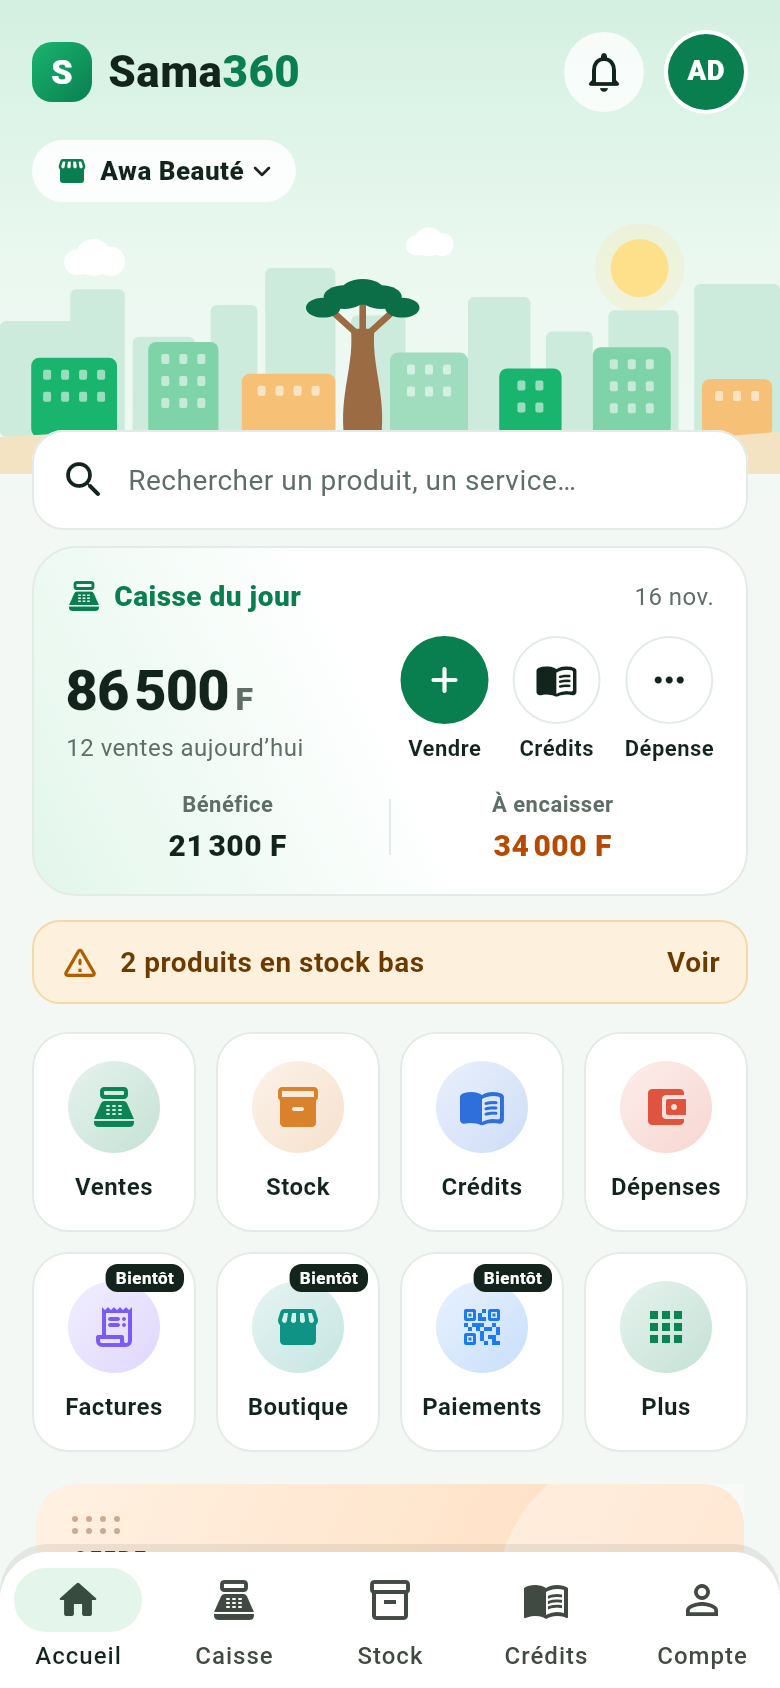 S Sama360
AD
Awa Beauté
Rechercher un produit, un service…
Caisse du jour
16 nov.
86 500 F
12 ventes aujourd’hui
Vendre
Crédits
Dépense
Bénéfice
À encaisser
21 300 F
34 000 F
2 produits en stock bas
Voir
Ventes
Stock
Crédits
Dépenses
Bientôt
Bientôt
Bientôt
Factures
Boutique
Paiements
Plus
Accueil
Caisse
Stock
Crédits
Compte